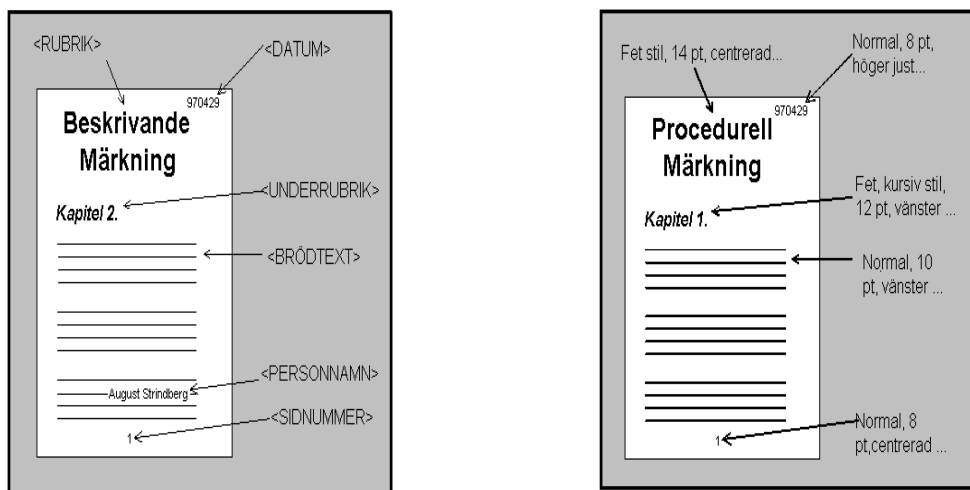 <RUBRIK>
<DATUM>
970429
Beskrivande
Märkning
<UNDERRUBRIK>
Kapitel 2.
<BRÖDTEXT>
<PERSONNAMN>
August Strindberg
<SIDNUMMER>
1
Fet stil, 14 pt, centrerad...
Normal, 8 pt,
höger just...
970429
Procedurell
Märkning
Fet, kursiv stil,
12 pt, vänster ...
Kapitel 1.
Normal, 10
pt, vänster ...
Normal, 8
pt,centrerad ...
1